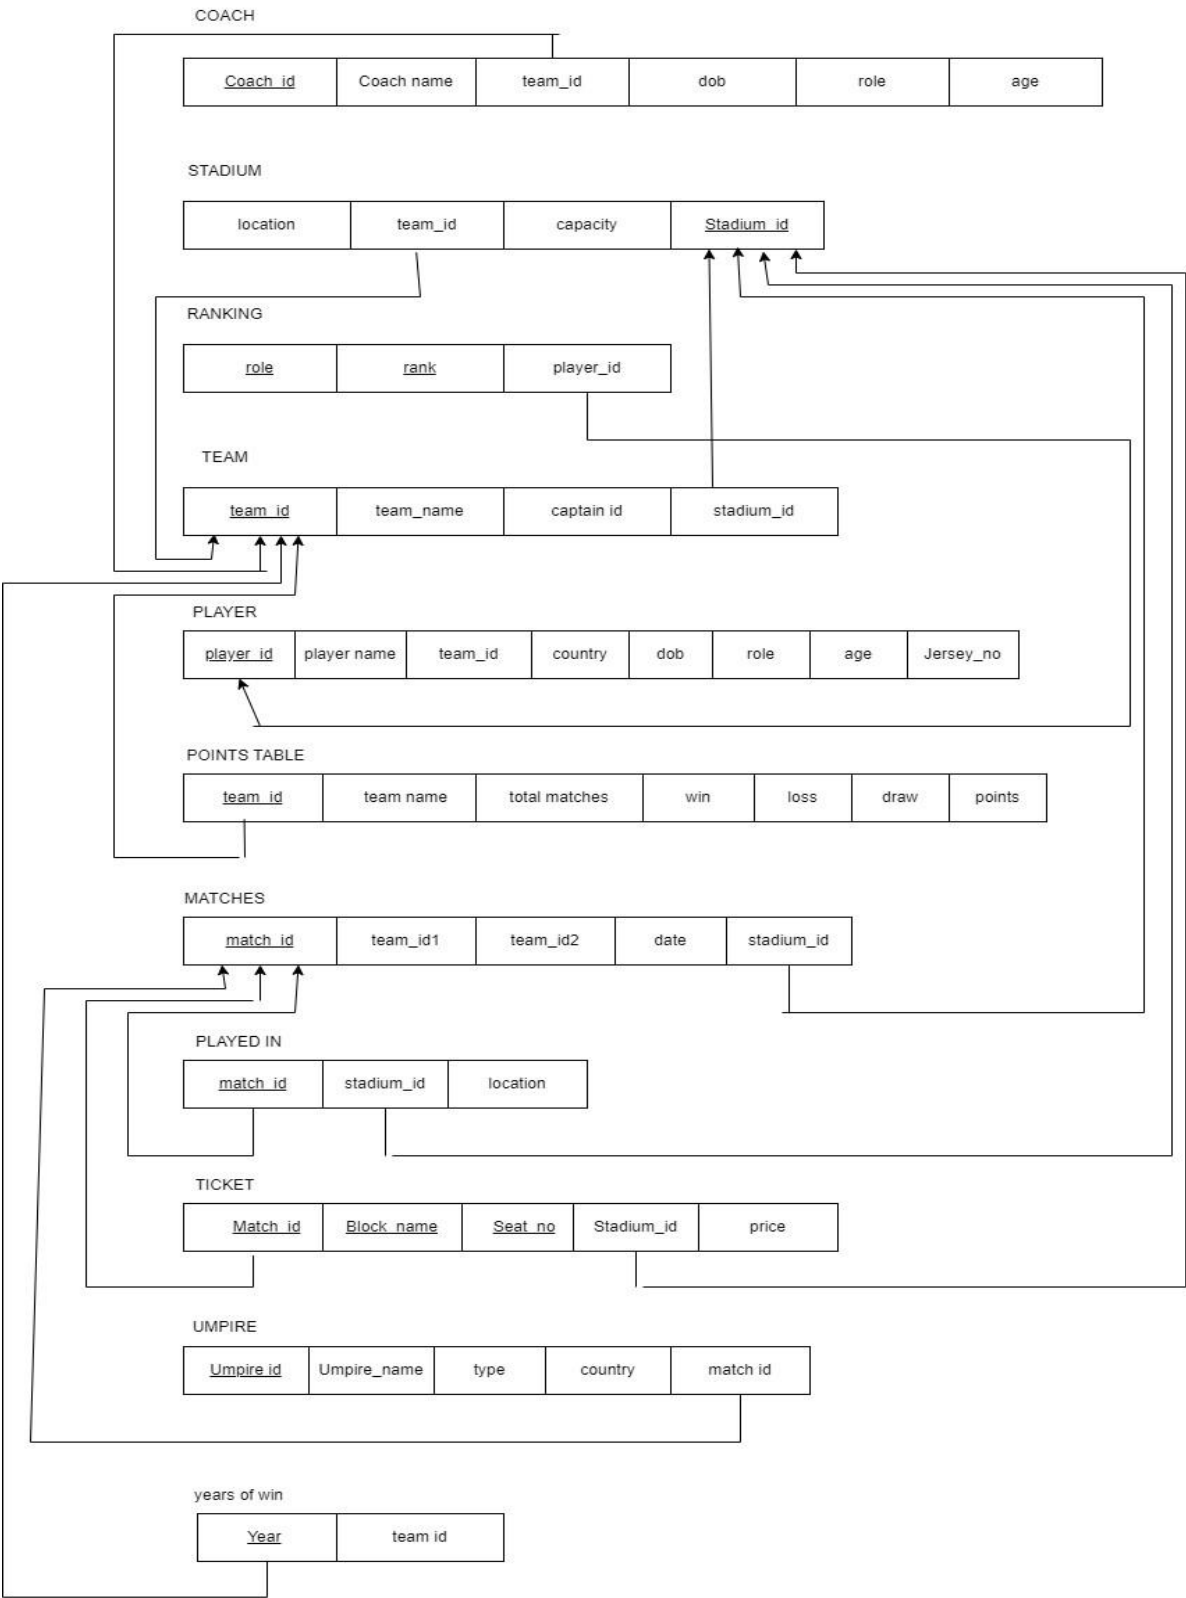 COACH
Coach_id Coach name team_id dob role age
STADIUM
location team_id capacity Stadium_id
RANKING
role rank player_id
TEAM
team_id team_name captain id stadium_id
PLAYER
player_id player name team_id country dob role age Jersey_no
POINTS TABLE
team_id team name total matches win loss draw points
MATCHES
match_id team_id1 team_id2 date stadium_id
PLAYED IN
match_id stadium_id location
TICKET
Match_id Block_name Seat_no Stadium_id price
UMPIRE
Umpire id Umpire_name type country match id
years of win
Year team id